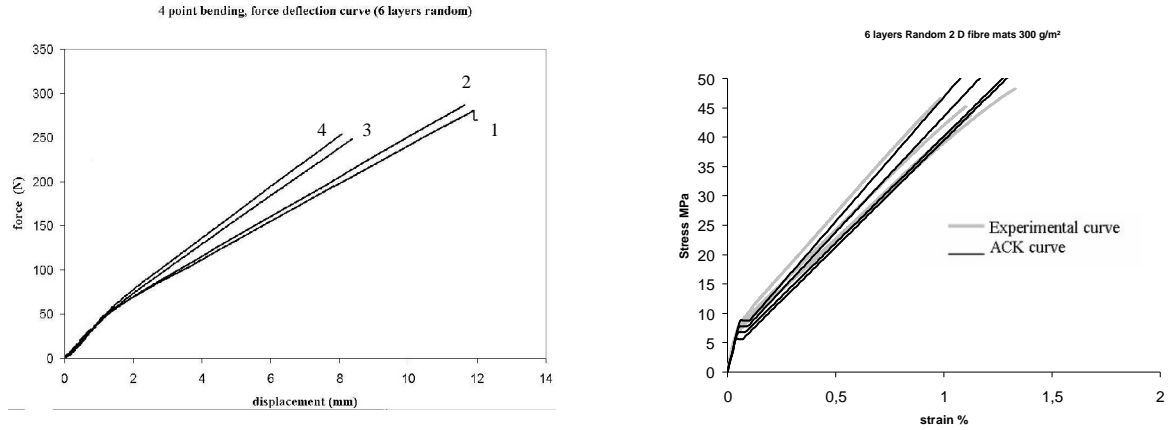 4 point bending, force deflection curve (6 layers random)
350
300
250
200
150
100
50
0
force (N)
0 2 4 6 8 10 12 14
displacement (mm)
4 3 2 1
6 layers Random 2 D fibre mats 300 g/m²
50
45
40
35
30
25
20
15
10
5
0
Stress MPa
0 0,5 1 1,5 2
strain %
Experimental curve
ACK curve